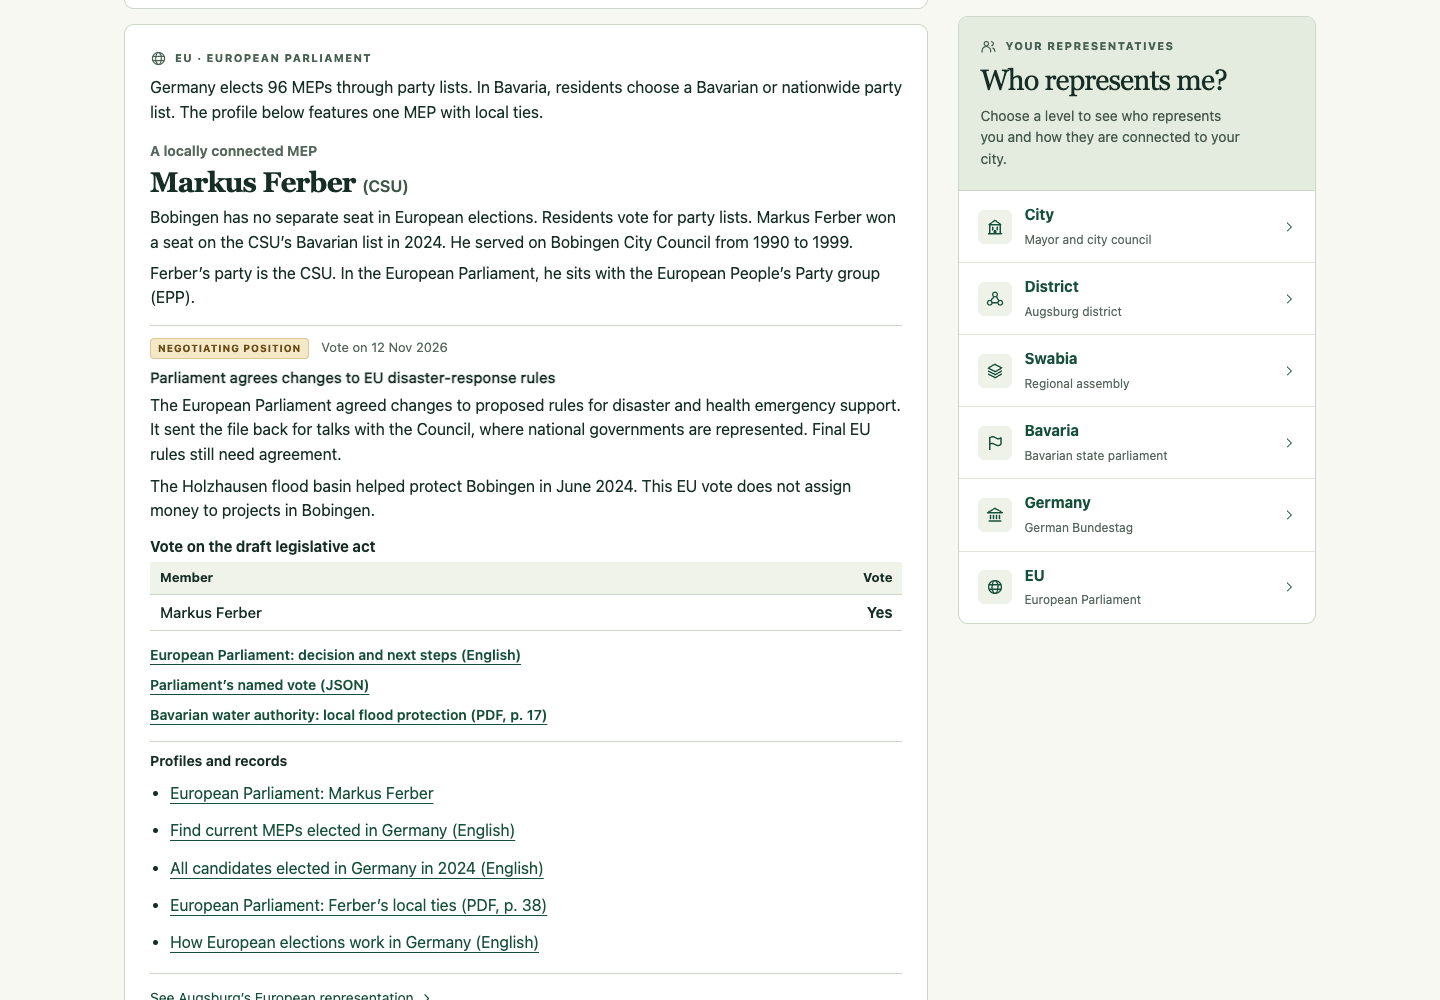 EU · EUROPEAN PARLIAMENT
Germany elects 96 MEPs through party lists. In Bavaria, residents choose a Bavarian or nationwide party
list. The profile below features one MEP with local ties.
A locally connected MEP
Markus Ferber (CSU)
Bobingen has no separate seat in European elections. Residents vote for party lists. Markus Ferber won
a seat on the CSU’s Bavarian list in 2024. He served on Bobingen City Council from 1990 to 1999.
Ferber’s party is the CSU. In the European Parliament, he sits with the European People’s Party group
(EPP).
NEGOTIATING POSITION Vote on 12 Nov 2026
Parliament agrees changes to EU disaster-response rules
The European Parliament agreed changes to proposed rules for disaster and health emergency support.
It sent the file back for talks with the Council, where national governments are represented. Final EU
rules still need agreement.
The Holzhausen flood basin helped protect Bobingen in June 2024. This EU vote does not assign
money to projects in Bobingen.
Vote on the draft legislative act
Member Vote
Markus Ferber Yes
European Parliament: decision and next steps (English)
Parliament’s named vote (JSON)
Bavarian water authority: local flood protection (PDF, p. 17)
Profiles and records
• European Parliament: Markus Ferber
• Find current MEPs elected in Germany (English)
• All candidates elected in Germany in 2024 (English)
• European Parliament: Ferber’s local ties (PDF, p. 38)
• How European elections work in Germany (English)
See Augsburg’s European representation
YOUR REPRESENTATIVES
Who represents me?
Choose a level to see who represents
you and how they are connected to your
city.
City
Mayor and city council
District
Augsburg district
Swabia
Regional assembly
Bavaria
Bavarian state parliament
Germany
German Bundestag
EU
European Parliament